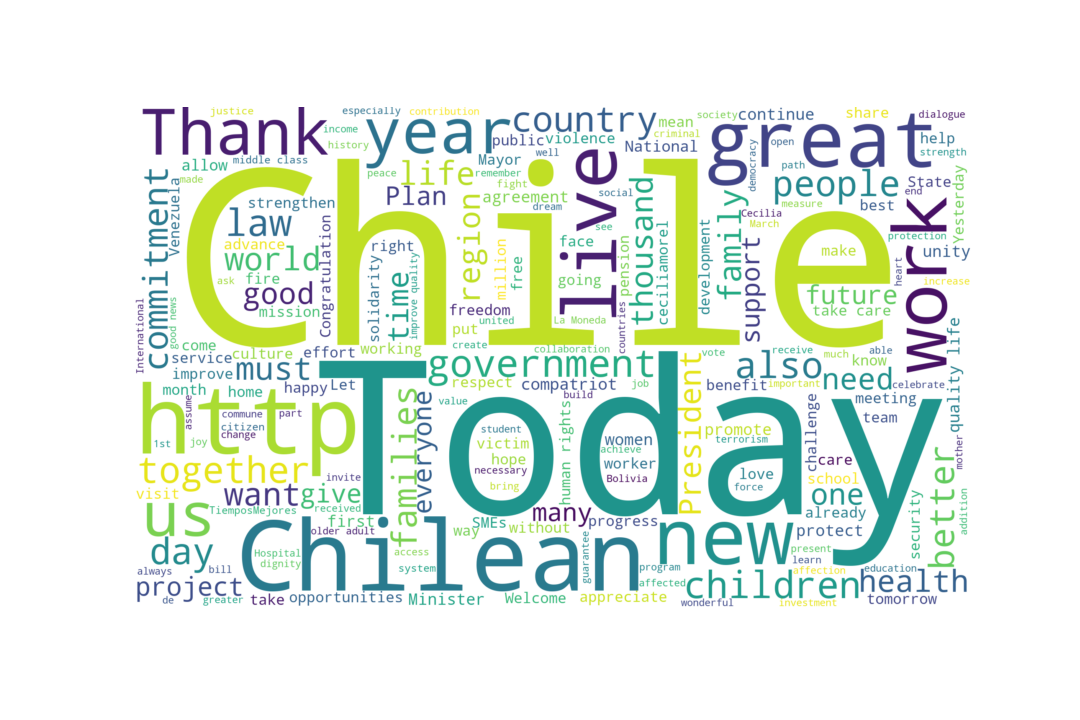 Chile
Today
Chilean
http
Thank
year
great
live
work
new
country
people
us
government
children
better
commitment
law
world
good
life
Plan
region
thousand
family
support
future
take care
also
need
one
health
must
together
want
give
day
project
families
everyone
President
many
time
justice
especially
contribution
income
history
middle class
allow
made
Venezuela
strengthen
advance
ask
fire
mission
International
good news
come
culture
service
improve
month
home
effort
working
happy
Let
Congratulation
solidarity
right
improve quality
peace
remember
well
Mayor
public
violence
agreement
fight
dream
million
put
united
create
freedom
free
face
going
social
see
La Moneda
collaboration
countries
pension
ceciliamorel
National
mean
criminal
society
continue
share
dialogue
help
strength
open
path
democracy
Cecilia
March
measure
best
State
end
Yesterday
protection
unity
heart
make
increase
development
vote
receive
much
able
know
important
benefit
celebrate
meeting
team
quality life
mother
addition
respect
value
compatriot
job
build
student
victim
hope
necessary
bring
human rights
women
achieve
worker
Bolivia
promote
terrorism
love
force
challenge
care
school
already
protect
security
assume
commune
part
citizen
change
1st
joy
visit
invite
TiemposMejores
received
first
older adult
way
SMEs
without
progress
Hospital
dignity
access
system
guarantee
program
affected
present
learn
affection
education
always
bill
de
greater
take
opportunities
Minister
Welcome
appreciate
wonderful
investment
tomorrow